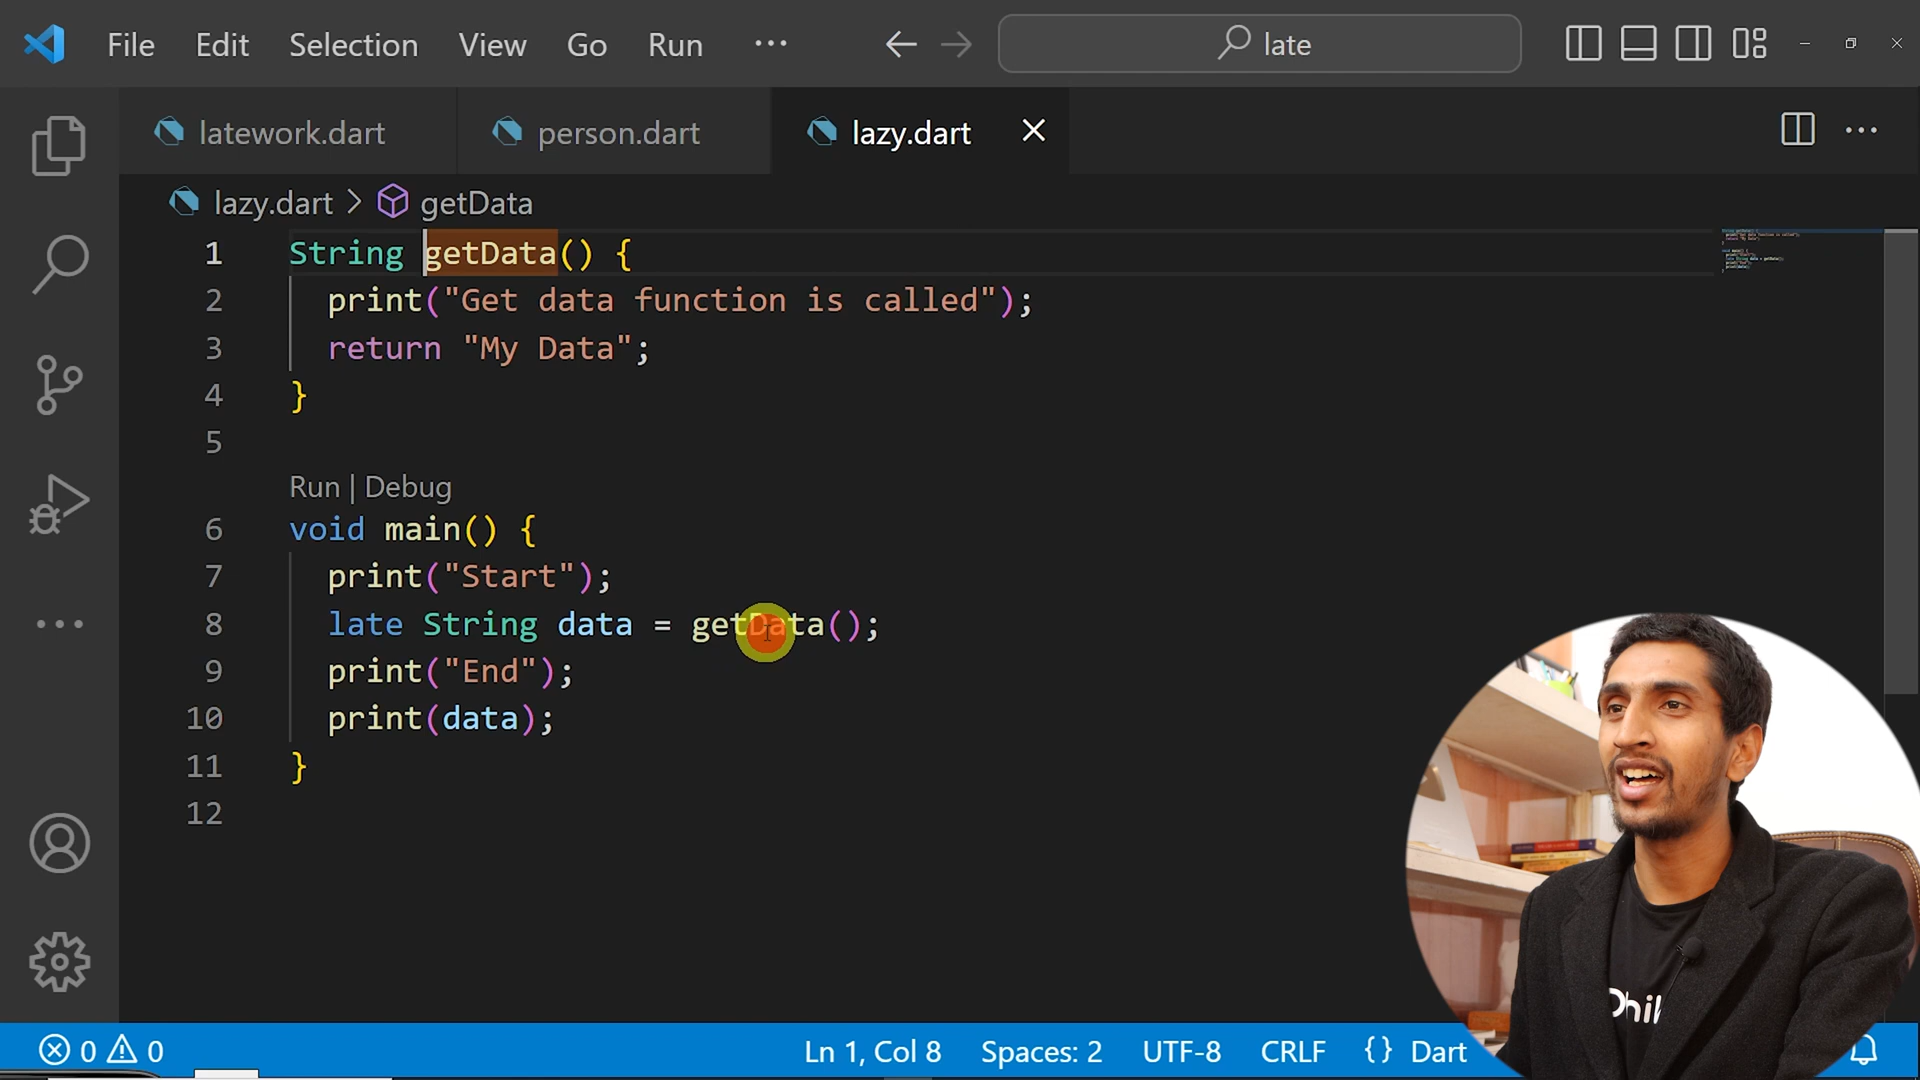 File Edit Selection View Go Run ··· late
latework.dart person.dart lazy.dart
lazy.dart > getData
1 String getData() {
2 print("Get data function is called");
3 return "My Data";
4 }
5
Run | Debug
6 void main() {
7 print("Start");
8 late String data = getData();
9 print("End");
10 print(data);
11 }
12
0 0 Ln 1, Col 8 Spaces: 2 UTF-8 CRLF {} Dart